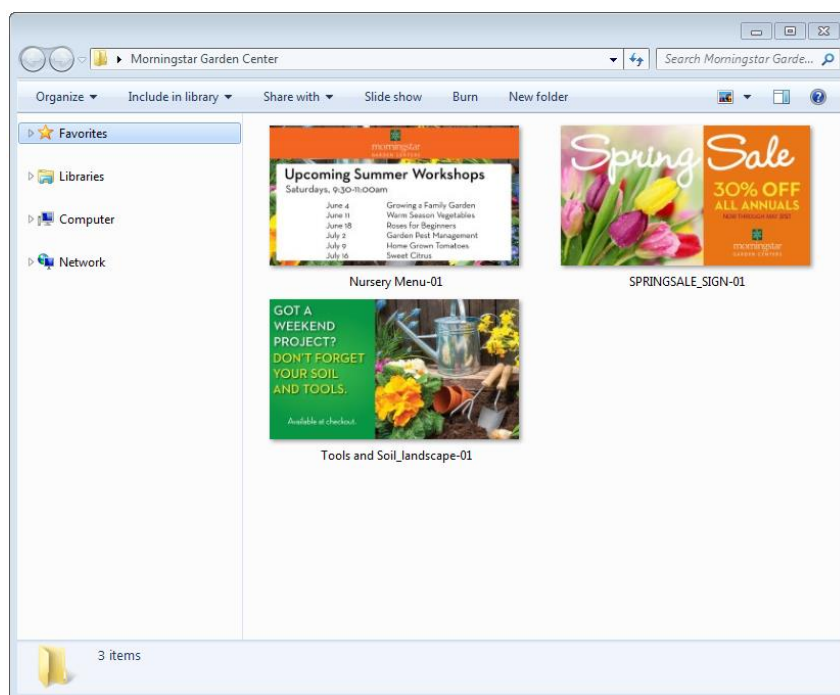 Morningstar Garden Center
Search Morningstar Garde...
Organize Include in library Share with Slide show Burn New folder
Favorites
Libraries
Computer
Network
morningstar
GARDEN CENTERS
Upcoming Summer Workshops
Saturdays, 9:30-11:00am
June 4 Growing a Family Garden
June 11 Warm Season Vegetables
June 18 Roses for Beginners
July 2 Garden Pest Management
July 9 Home Grown Tomatoes
July 16 Sweet Citrus
Nursery Menu-01
Spring Sale
30% OFF
ALL ANNUALS
morningstar
GARDEN CENTERS
SPRINGSALE_SIGN-01
GOT A
WEEKEND
PROJECT?
DON'T FORGET
YOUR SOIL
AND TOOLS.
Available at checkout.
Tools and Soil_landscape-01
3 items